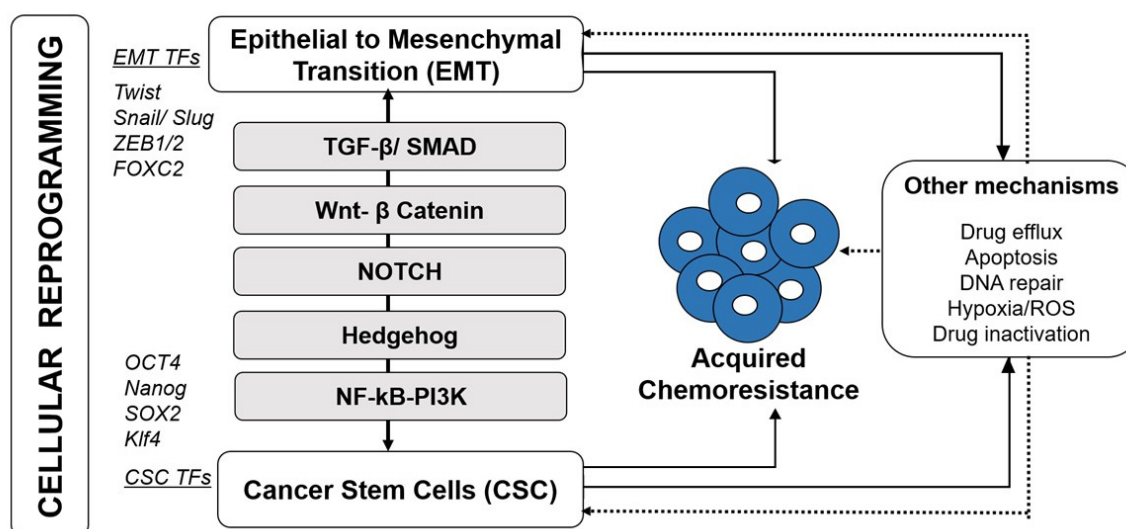 CELLULAR REPROGRAMING
EMT TFs
Twist
Snail/ Slug
ZEB1/2
FOXC2
Epithelial to Mesenchymal
Transition (EMT)
TGF-β/ SMAD
Wnt- β Catenin
NOTCH
Hedgehog
NF-kB-PI3K
OCT4
Nanog
SOX2
Klf4
CSC TFs
Cancer Stem Cells (CSC)
Acquired
Chemoresistance
Other mechanisms
Drug efflux
Apoptosis
DNA repair
Hypoxia/ROS
Drug inactivation